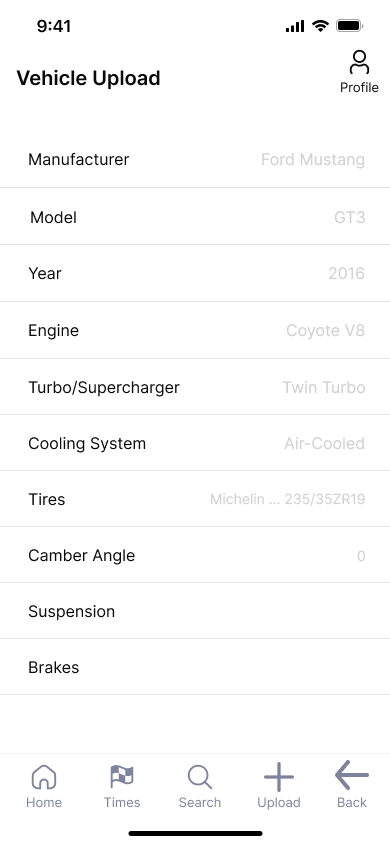 9:41
Vehicle Upload
Profile
Manufacturer Ford Mustang
Model GT3
Year 2016
Engine Coyote V8
Turbo/Supercharger Twin Turbo
Cooling System Air-Cooled
Tires Michelin ... 235/35ZR19
Camber Angle 0
Suspension
Brakes
Home Times Search Upload Back